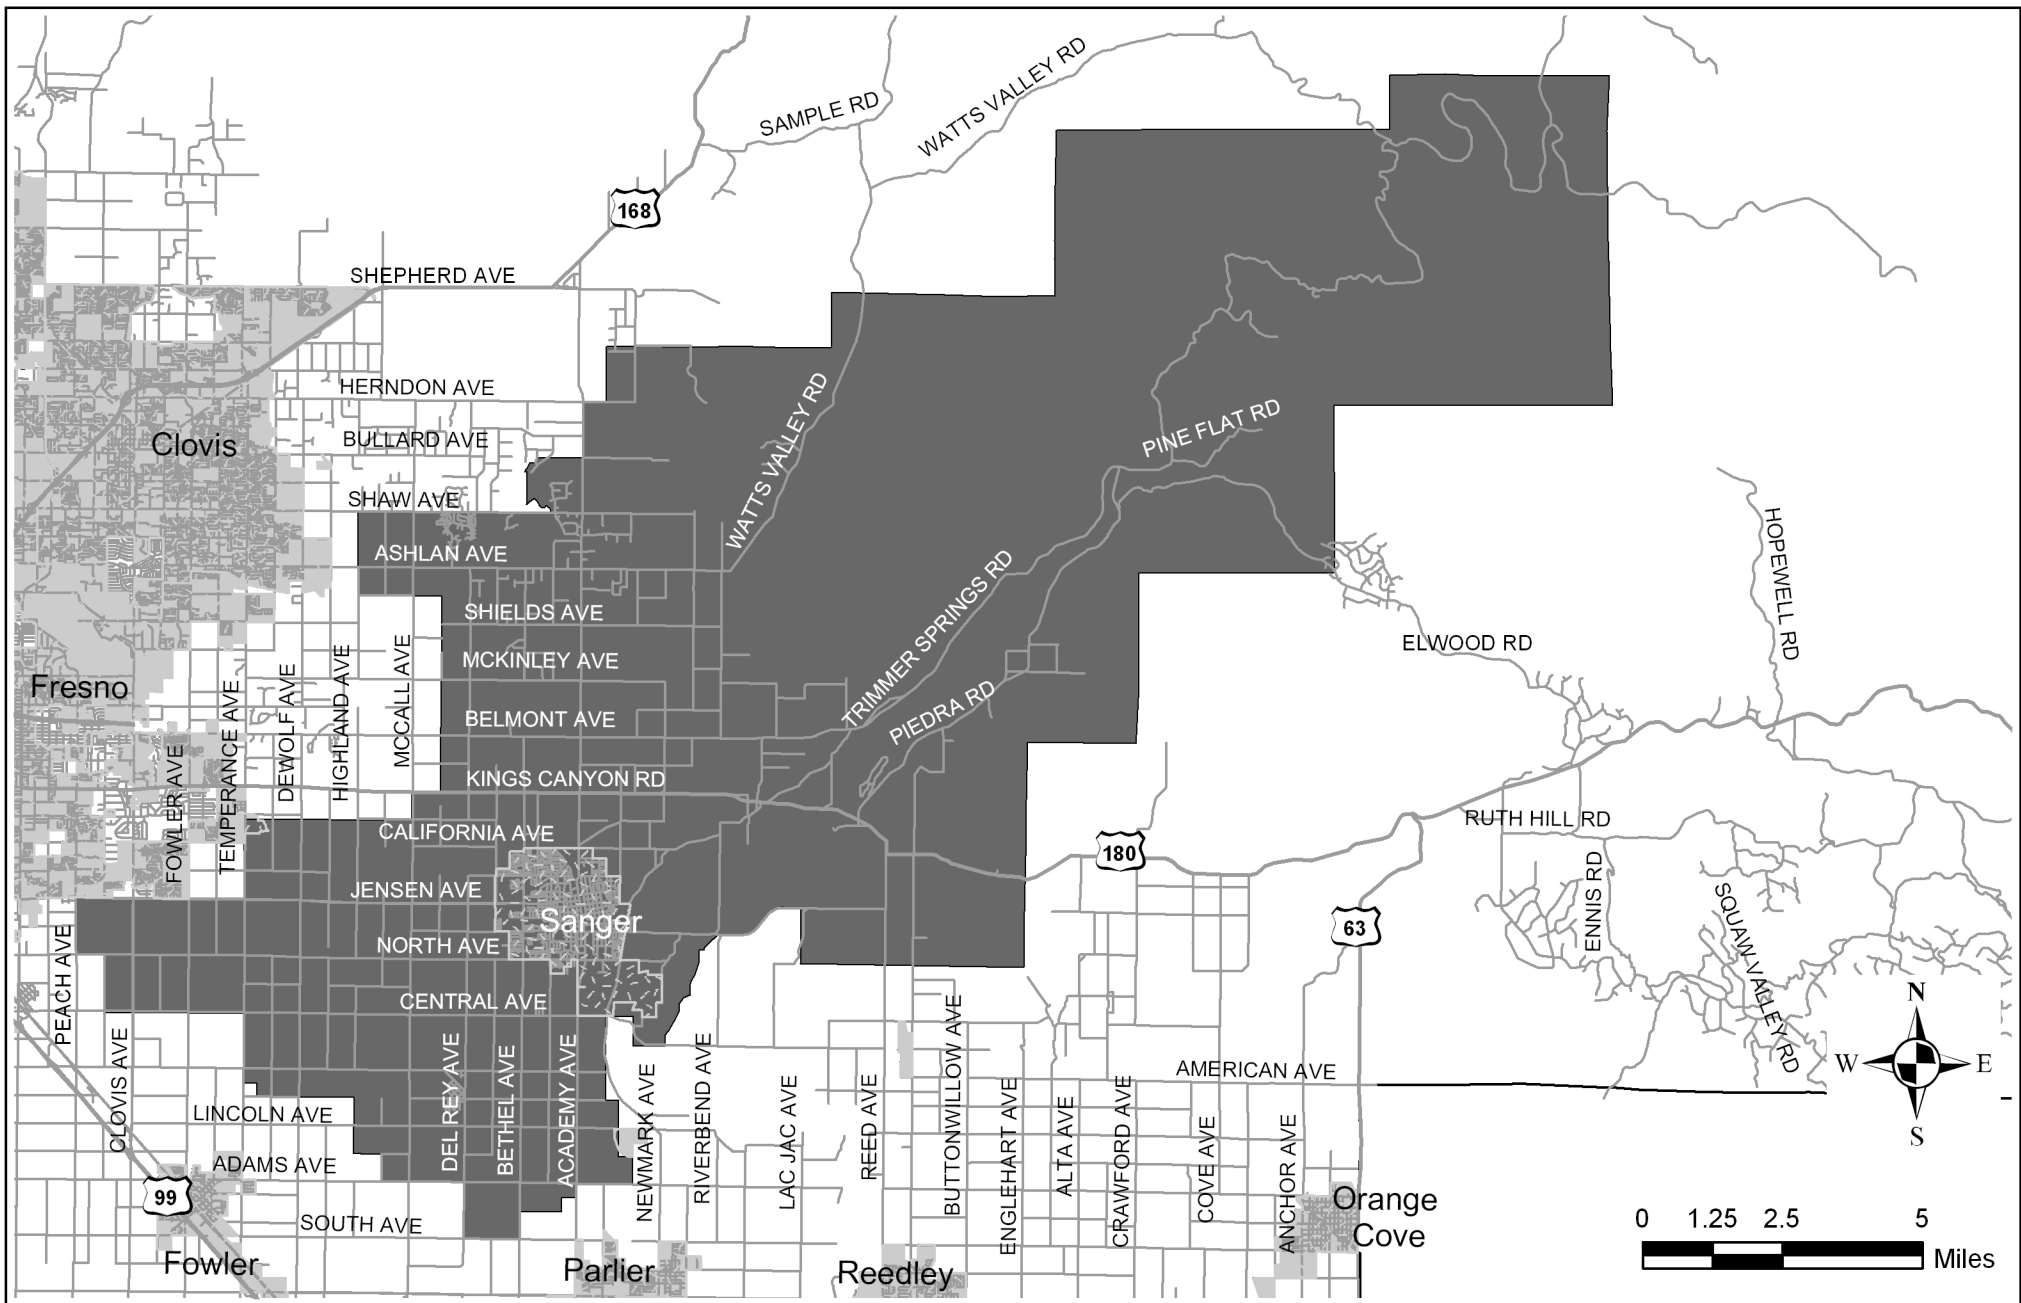 WATTS VALLEY RD
SAMPLE RD
168
SHEPHERD AVE
HERNDON AVE
BULLARD AVE
Clovis
SHAW AVE
WATTS VALLEY RD
PINE FLAT RD
ASHLAN AVE
SHIELDS AVE
TRIMMER SPRINGS RD
HOPEWELL RD
ELWOOD RD
MCKINLEY AVE
Fresno
BELMONT AVE
PIEDRA RD
FOWLER AVE
TEMPERANCE AVE
DEWOLF AVE
HIGHLAND AVE
MCCALL AVE
KINGS CANYON RD
CALIFORNIA AVE
180
RUTH HILL RD
JENSEN AVE
Sanger
63
ENNIS RD
SQUAW VALLEY RD
NORTH AVE
PEACH AVE
CENTRAL AVE
N
W
E
S
CLOVIS AVE
DEL REY AVE
BETHEL AVE
ACADEMY AVE
NEWMARK AVE
RIVERBEND AVE
LAC JAC AVE
REED AVE
BUTTONWILLOW AVE
ENGLEHART AVE
ALTA AVE
CRAWFORD AVE
COVE AVE
ANCHOR AVE
AMERICAN AVE
LINCOLN AVE
ADAMS AVE
99
SOUTH AVE
Orange
Cove
Fowler
Parlier
Reedley
0 1.25 2.5 5
Miles